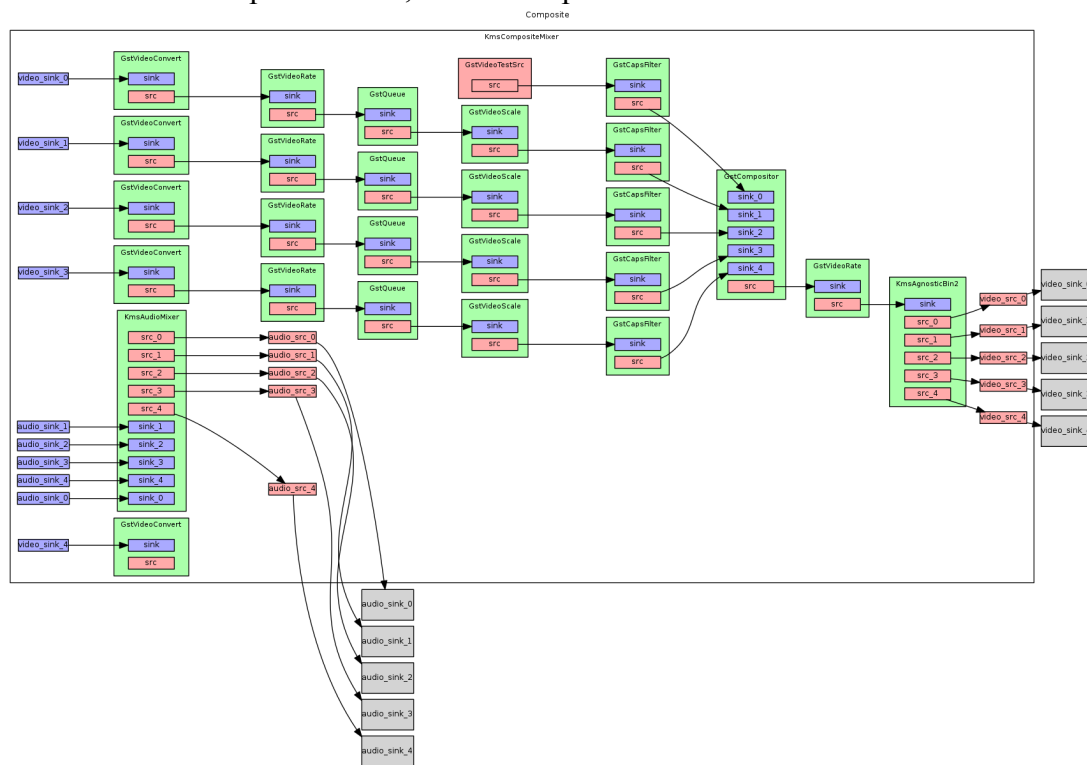 Composite
KmsCompositeMixer
video_sink_0
video_sink_1
video_sink_2
video_sink_3
audio_sink_1
audio_sink_2
audio_sink_3
audio_sink_4
audio_sink_0
video_sink_4
GstVideoConvert
sink
src
GstVideoConvert
sink
src
GstVideoConvert
sink
src
GstVideoConvert
sink
src
KmsAudioMixer
src_0
src_1
src_2
src_3
src_4
sink_1
sink_2
sink_3
sink_4
sink_0
GstVideoConvert
sink
src
GstVideoRate
sink
src
GstVideoRate
sink
src
GstVideoRate
sink
src
GstVideoRate
sink
src
audio_src_0
audio_src_1
audio_src_2
audio_src_3
audio_src_4
GstQueue
sink
src
GstQueue
sink
src
GstQueue
sink
src
GstQueue
sink
src
audio_sink_0
audio_sink_1
audio_sink_2
audio_sink_3
audio_sink_4
GstVideoTestSrc
src
GstVideoScale
sink
src
GstVideoScale
sink
src
GstVideoScale
sink
src
GstVideoScale
sink
src
GstCapsFilter
sink
src
GstCapsFilter
sink
src
GstCapsFilter
sink
src
GstCapsFilter
sink
src
GstCapsFilter
sink
src
GstCompositor
sink_0
sink_1
sink_2
sink_3
sink_4
src
GstVideoRate
sink
src
KmsAgnosticBin2
sink
src_0
src_1
src_2
src_3
src_4
video_src_0
video_src_1
video_src_2
video_src_3
video_src_4
video_sink_
video_sink_
video_sink_
video_sink_
video_sink_